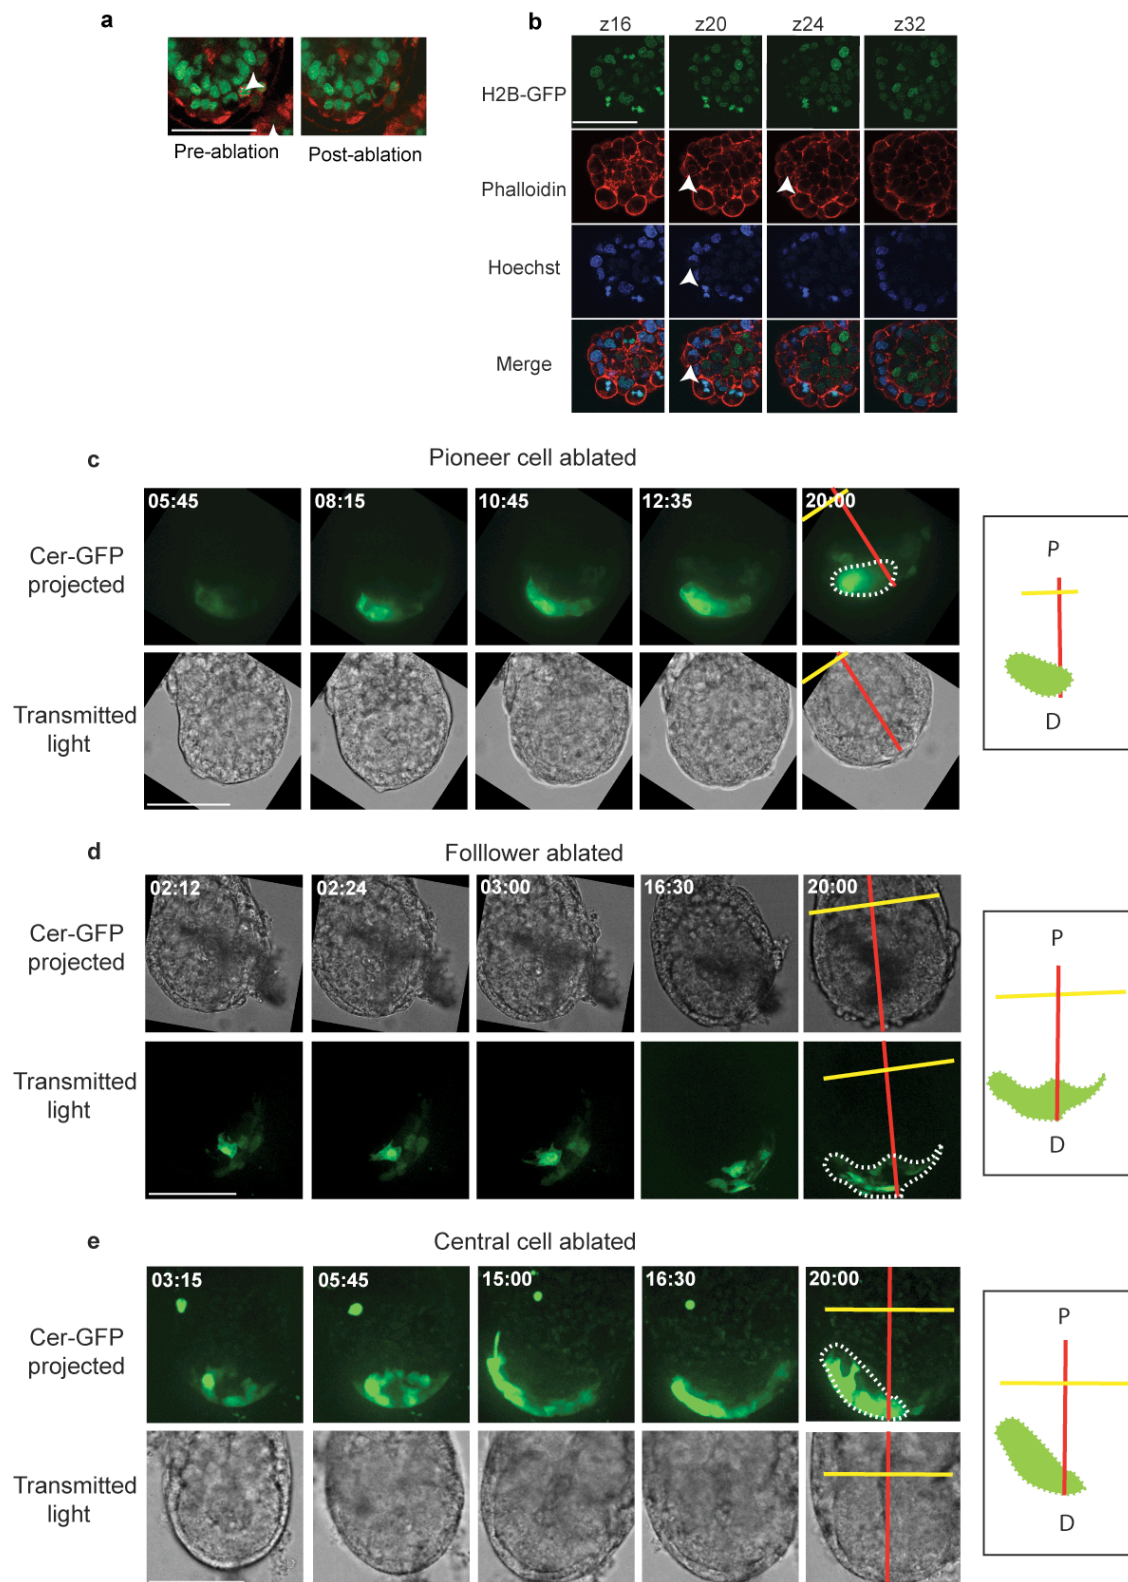 a
Pre-ablation
Post-ablation
b
z16 z20 z24 z32
H2B-GFP
Phalloidin
Hoechst
Merge
c
Pioneer cell ablated
Cer-GFP
projected
05:45 08:15 10:45 12:35 20:00
Transmitted
light
P
D
d
Folllower ablated
Cer-GFP
projected
02:12 02:24 03:00 16:30 20:00
Transmitted
light
P
D
e
Central cell ablated
Cer-GFP
projected
03:15 05:45 15:00 16:30 20:00
Transmitted
light
P
D